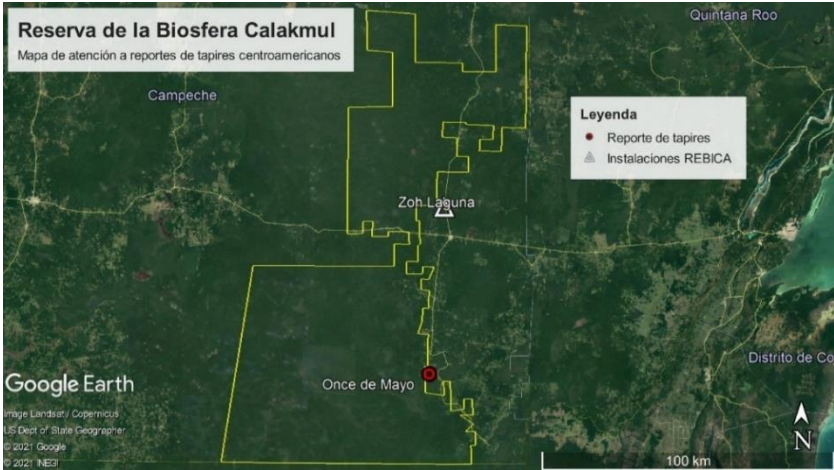 Reserva de la Biosfera Calakmul
Mapa de atención a reportes de tapires centroamericanos
Quintana Roo
Campeche
Leyenda
Reporte de tapires
Instalaciones REBICA
Zoh Laguna
Distrito de Co
Once de Mayo
Google Earth
Image Landsat / Copernicus
US Dept of State Geographer
© 2021 Google
© 2021 INEGI
N
100 km